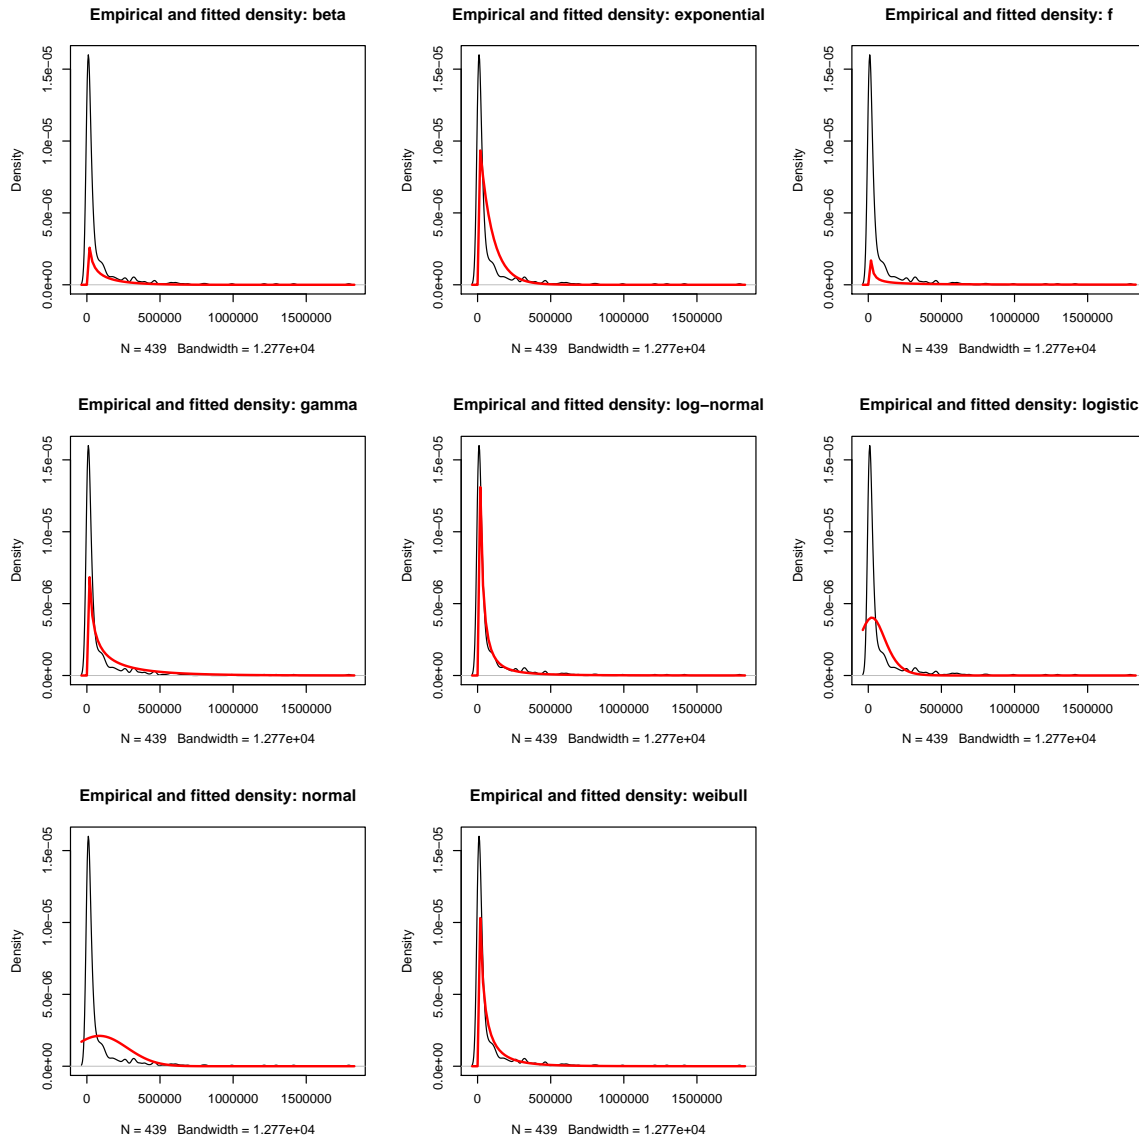 Empirical and fitted density: beta
Density
0.0e+00 5.0e−06 1.0e−05 1.5e−05
0 500000 1000000 1500000
N = 439 Bandwidth = 1.277e+04
Empirical and fitted density: exponential
Density
0.0e+00 5.0e−06 1.0e−05 1.5e−05
0 500000 1000000 1500000
N = 439 Bandwidth = 1.277e+04
Empirical and fitted density: f
Density
0.0e+00 5.0e−06 1.0e−05 1.5e−05
0 500000 1000000 1500000
N = 439 Bandwidth = 1.277e+04
Empirical and fitted density: gamma
Density
0.0e+00 5.0e−06 1.0e−05 1.5e−05
0 500000 1000000 1500000
N = 439 Bandwidth = 1.277e+04
Empirical and fitted density: log−normal
Density
0.0e+00 5.0e−06 1.0e−05 1.5e−05
0 500000 1000000 1500000
N = 439 Bandwidth = 1.277e+04
Empirical and fitted density: logistic
Density
0.0e+00 5.0e−06 1.0e−05 1.5e−05
0 500000 1000000 1500000
N = 439 Bandwidth = 1.277e+04
Empirical and fitted density: normal
Density
0.0e+00 5.0e−06 1.0e−05 1.5e−05
0 500000 1000000 1500000
N = 439 Bandwidth = 1.277e+04
Empirical and fitted density: weibull
Density
0.0e+00 5.0e−06 1.0e−05 1.5e−05
0 500000 1000000 1500000
N = 439 Bandwidth = 1.277e+04